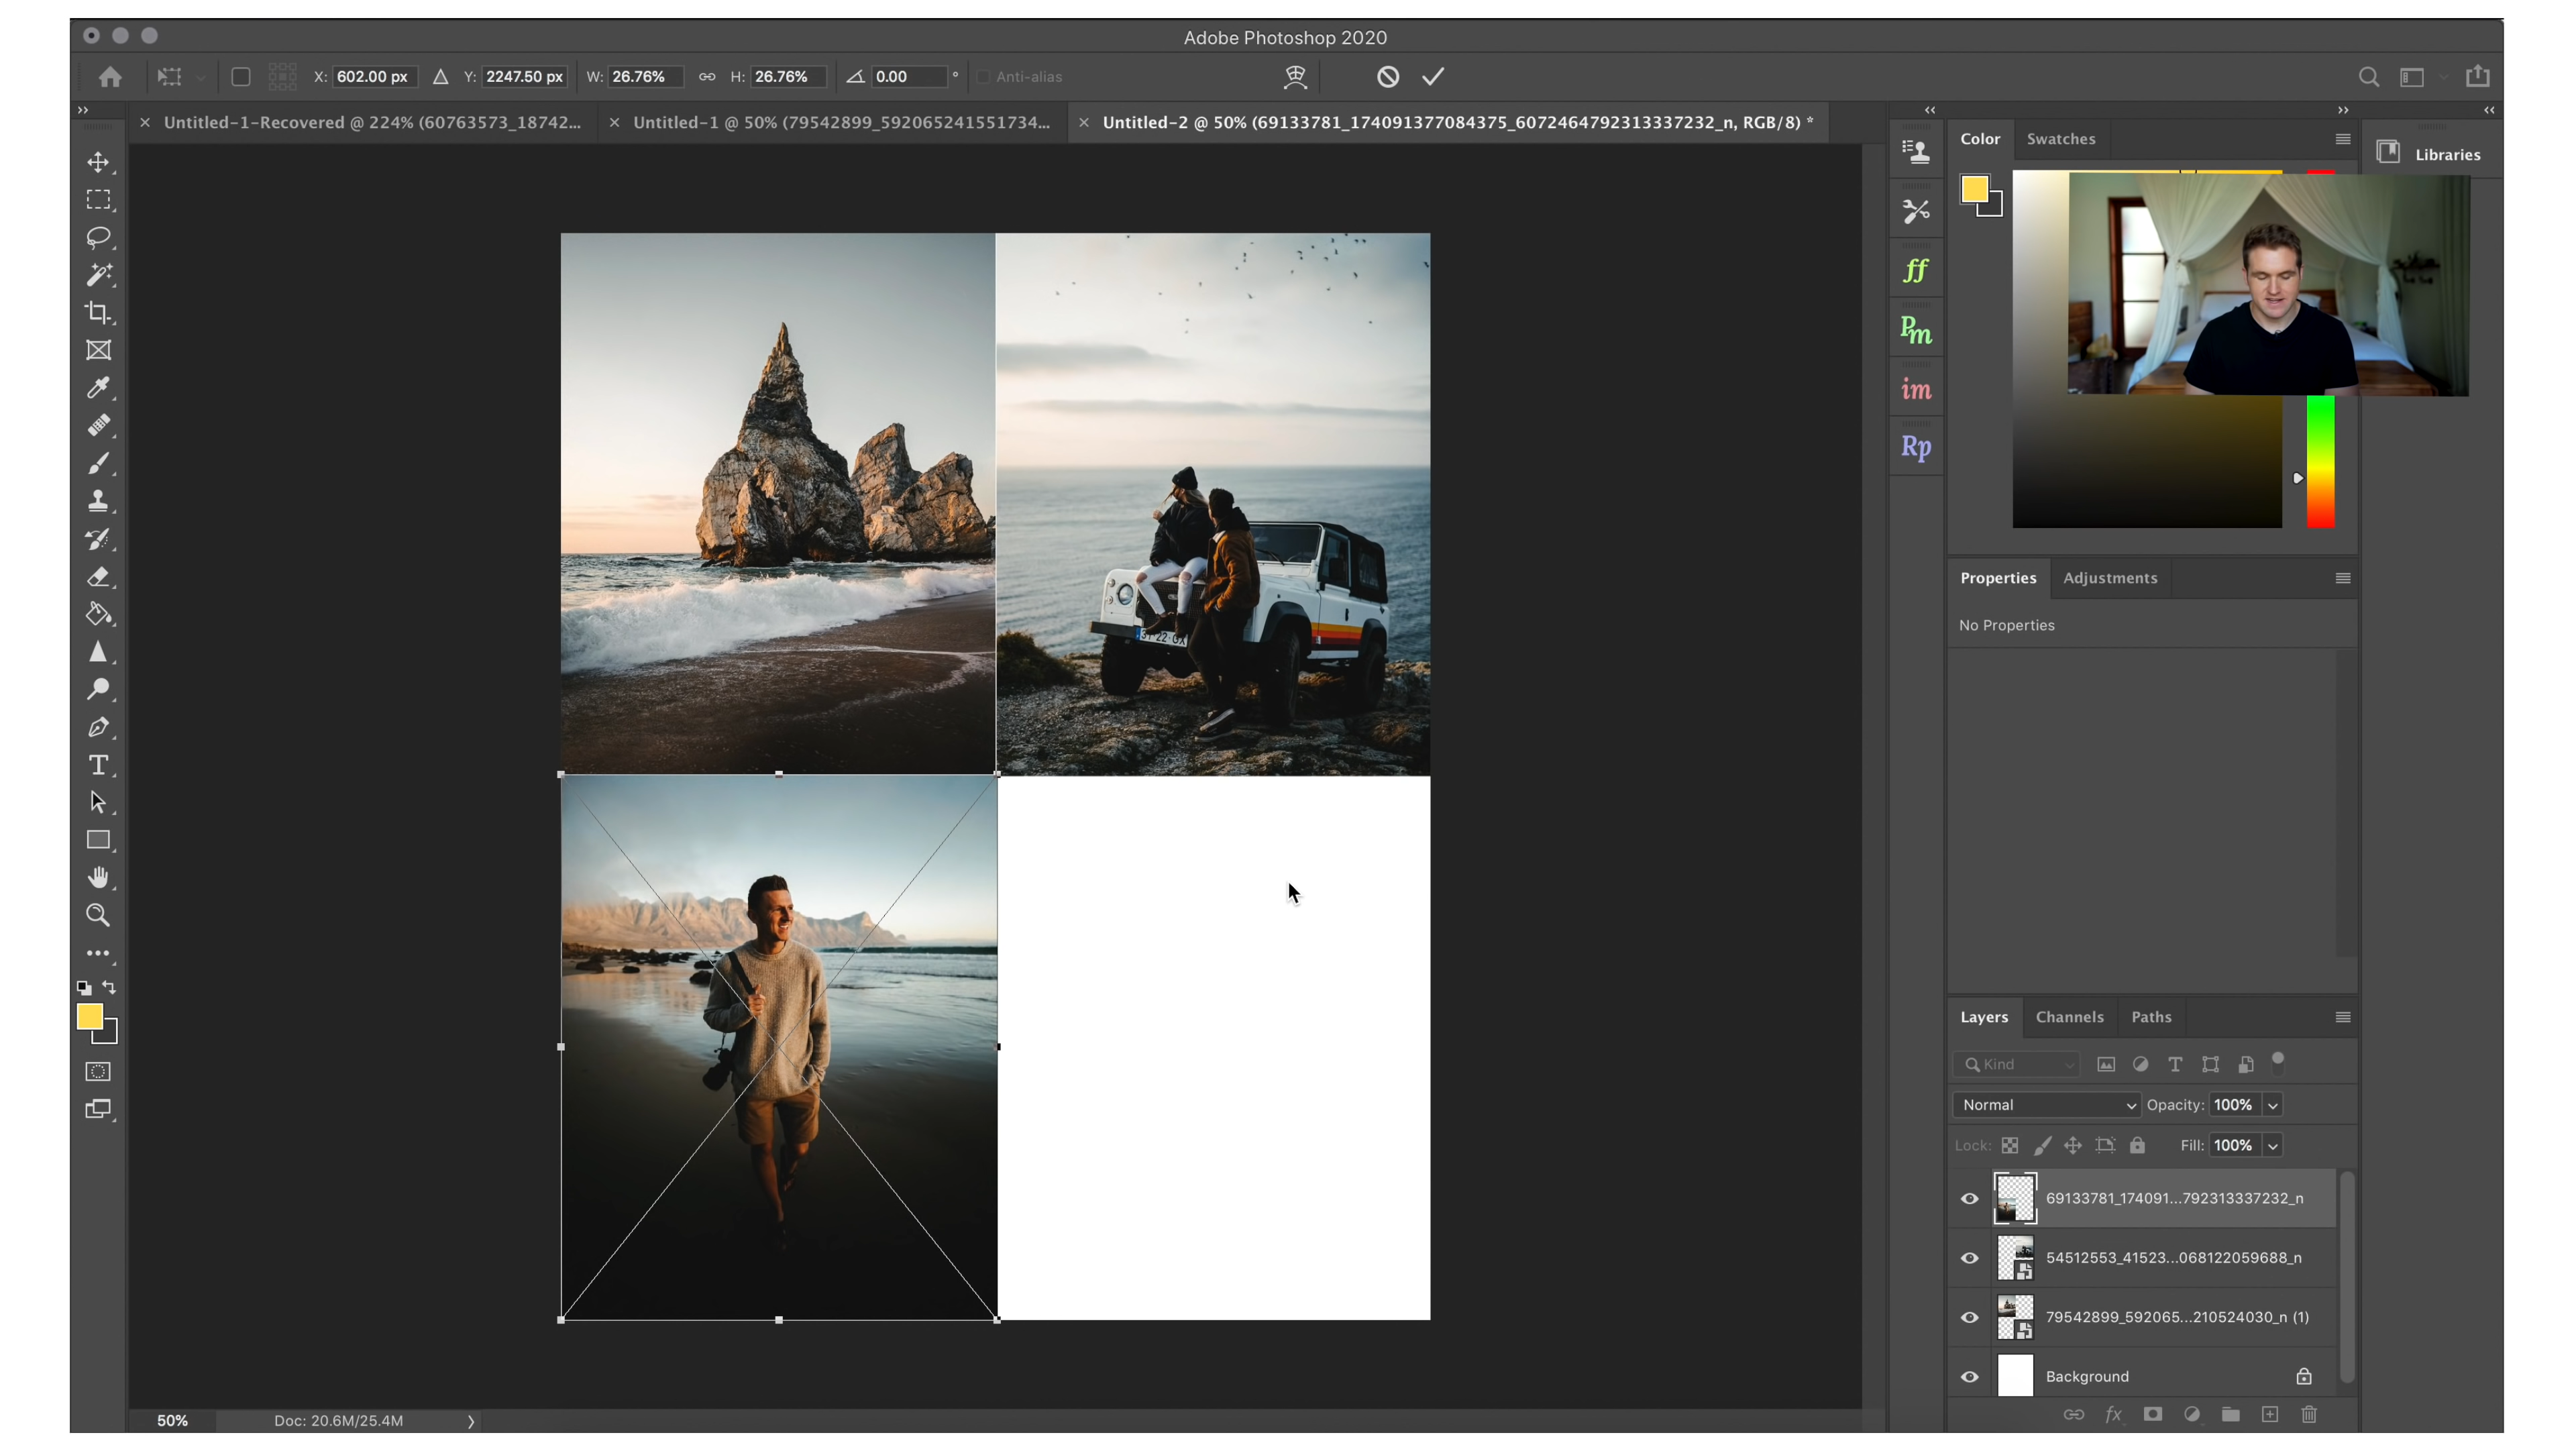 Adobe Photoshop 2020
X: 602.00 px Y: 2247.50 px W: 26.76% H: 26.76% 0.00 ° Anti-alias
× Untitled-1-Recovered @ 224% (60763573_18742... × Untitled-1 @ 50% (79542899_592065241551734... × Untitled-2 @ 50% (69133781_174091377084375_6072464792313337232_n, RGB/8) *
Color Swatches
Libraries
ff
Pm
im
Rp
Properties Adjustments
No Properties
Layers Channels Paths
Kind
Normal Opacity: 100%
Lock: Fill: 100%
69133781_174091...792313337232_n
54512553_41523...068122059688_n
79542899_592065...210524030_n (1)
Background
fx
50% Doc: 20.6M/25.4M